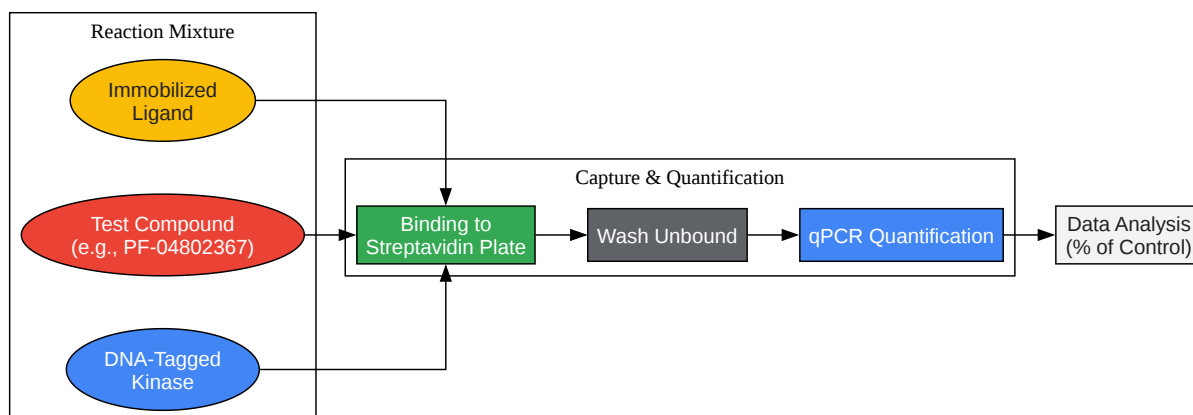 Reaction Mixture
Immobilized
Ligand
Test Compound
(e.g., PF-04802367)
DNA-Tagged
Kinase
Capture & Quantification
Binding to
Streptavidin Plate
Wash Unbound
qPCR Quantification
Data Analysis
(% of Control)